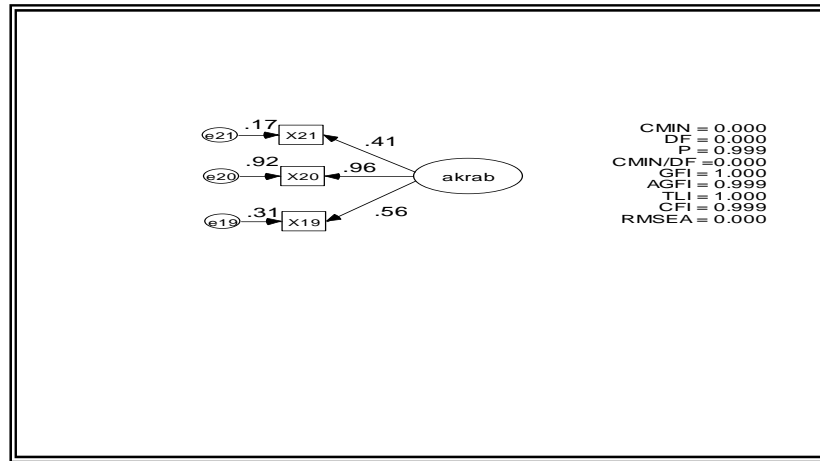 .17
e21
X21
.41
.92
.96
e20
X20
akrab
.31
.56
e19
X19
CMIN = 0.000
DF = 0.000
P = 0.999
CMIN/DF =0.000
GFI = 1.000
AGFI = 0.999
TLI = 1.000
CFI = 0.999
RMSEA = 0.000